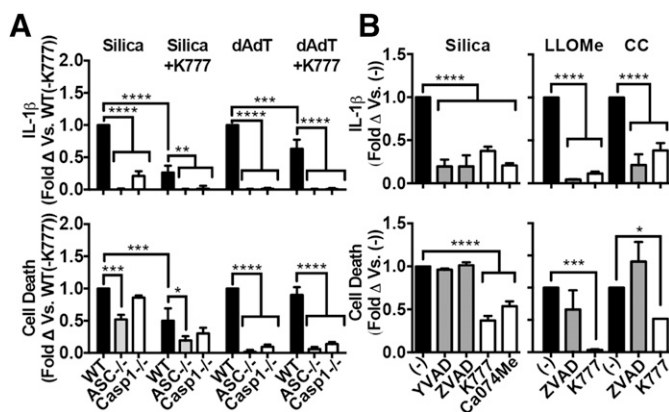 A
Silica
Silica
+K777
dAdT
dAdT
+K777
IL-1β
(Fold Δ Vs. WT(-K777))
1.5
1.0
0.5
0.0
****
****
**
***
****
****
Cell Death
(Fold Δ Vs. WT(-K777))
1.5
1.0
0.5
0.0
***
***
*
****
****
WT
ASC-/-
Casp1-/-
WT
ASC-/-
Casp1-/-
WT
ASC-/-
Casp1-/-
WT
ASC-/-
Casp1-/-
B
Silica
LLOMe
CC
IL-1β
(Fold Δ Vs. (-))
1.5
1.0
0.5
0.0
****
****
****
Cell Death
(Fold Δ Vs. (-))
1.5
1.0
0.5
0.0
****
***
*
(-)
YVAD
ZVAD
K777
Ca074Me
(-)
ZVAD
K777
(-)
ZVAD
K777